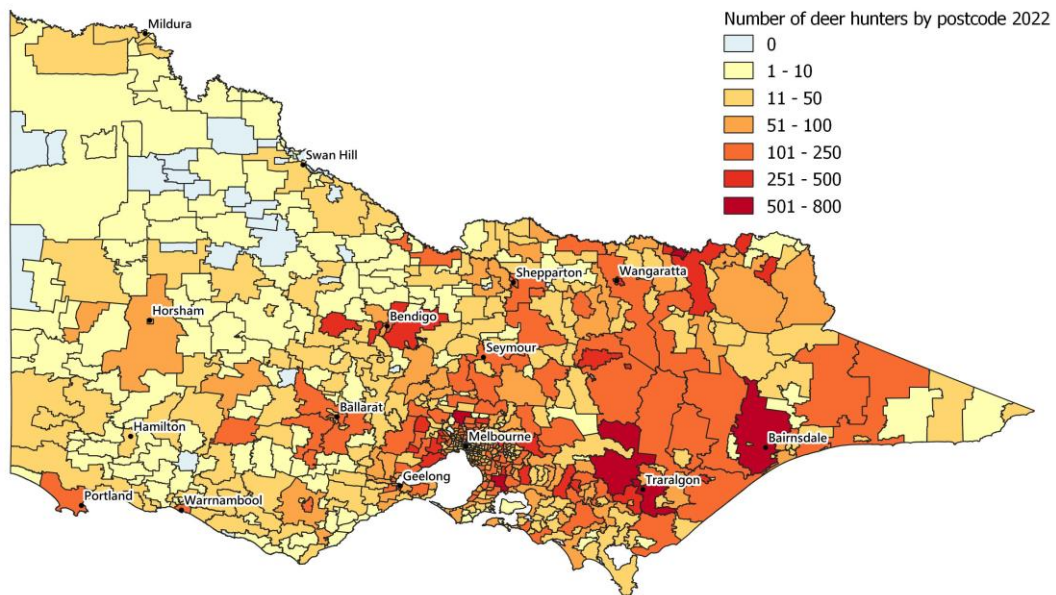 Number of deer hunters by postcode 2022
0
1 - 10
11 - 50
51 - 100
101 - 250
251 - 500
501 - 800
Mildura
Swan Hill
Shepparton
Wangaratta
Horsham
Bendigo
Seymour
Ballarat
Hamilton
Melbourne
Bairnsdale
Geelong
Traralgon
Portland
Warrnambool